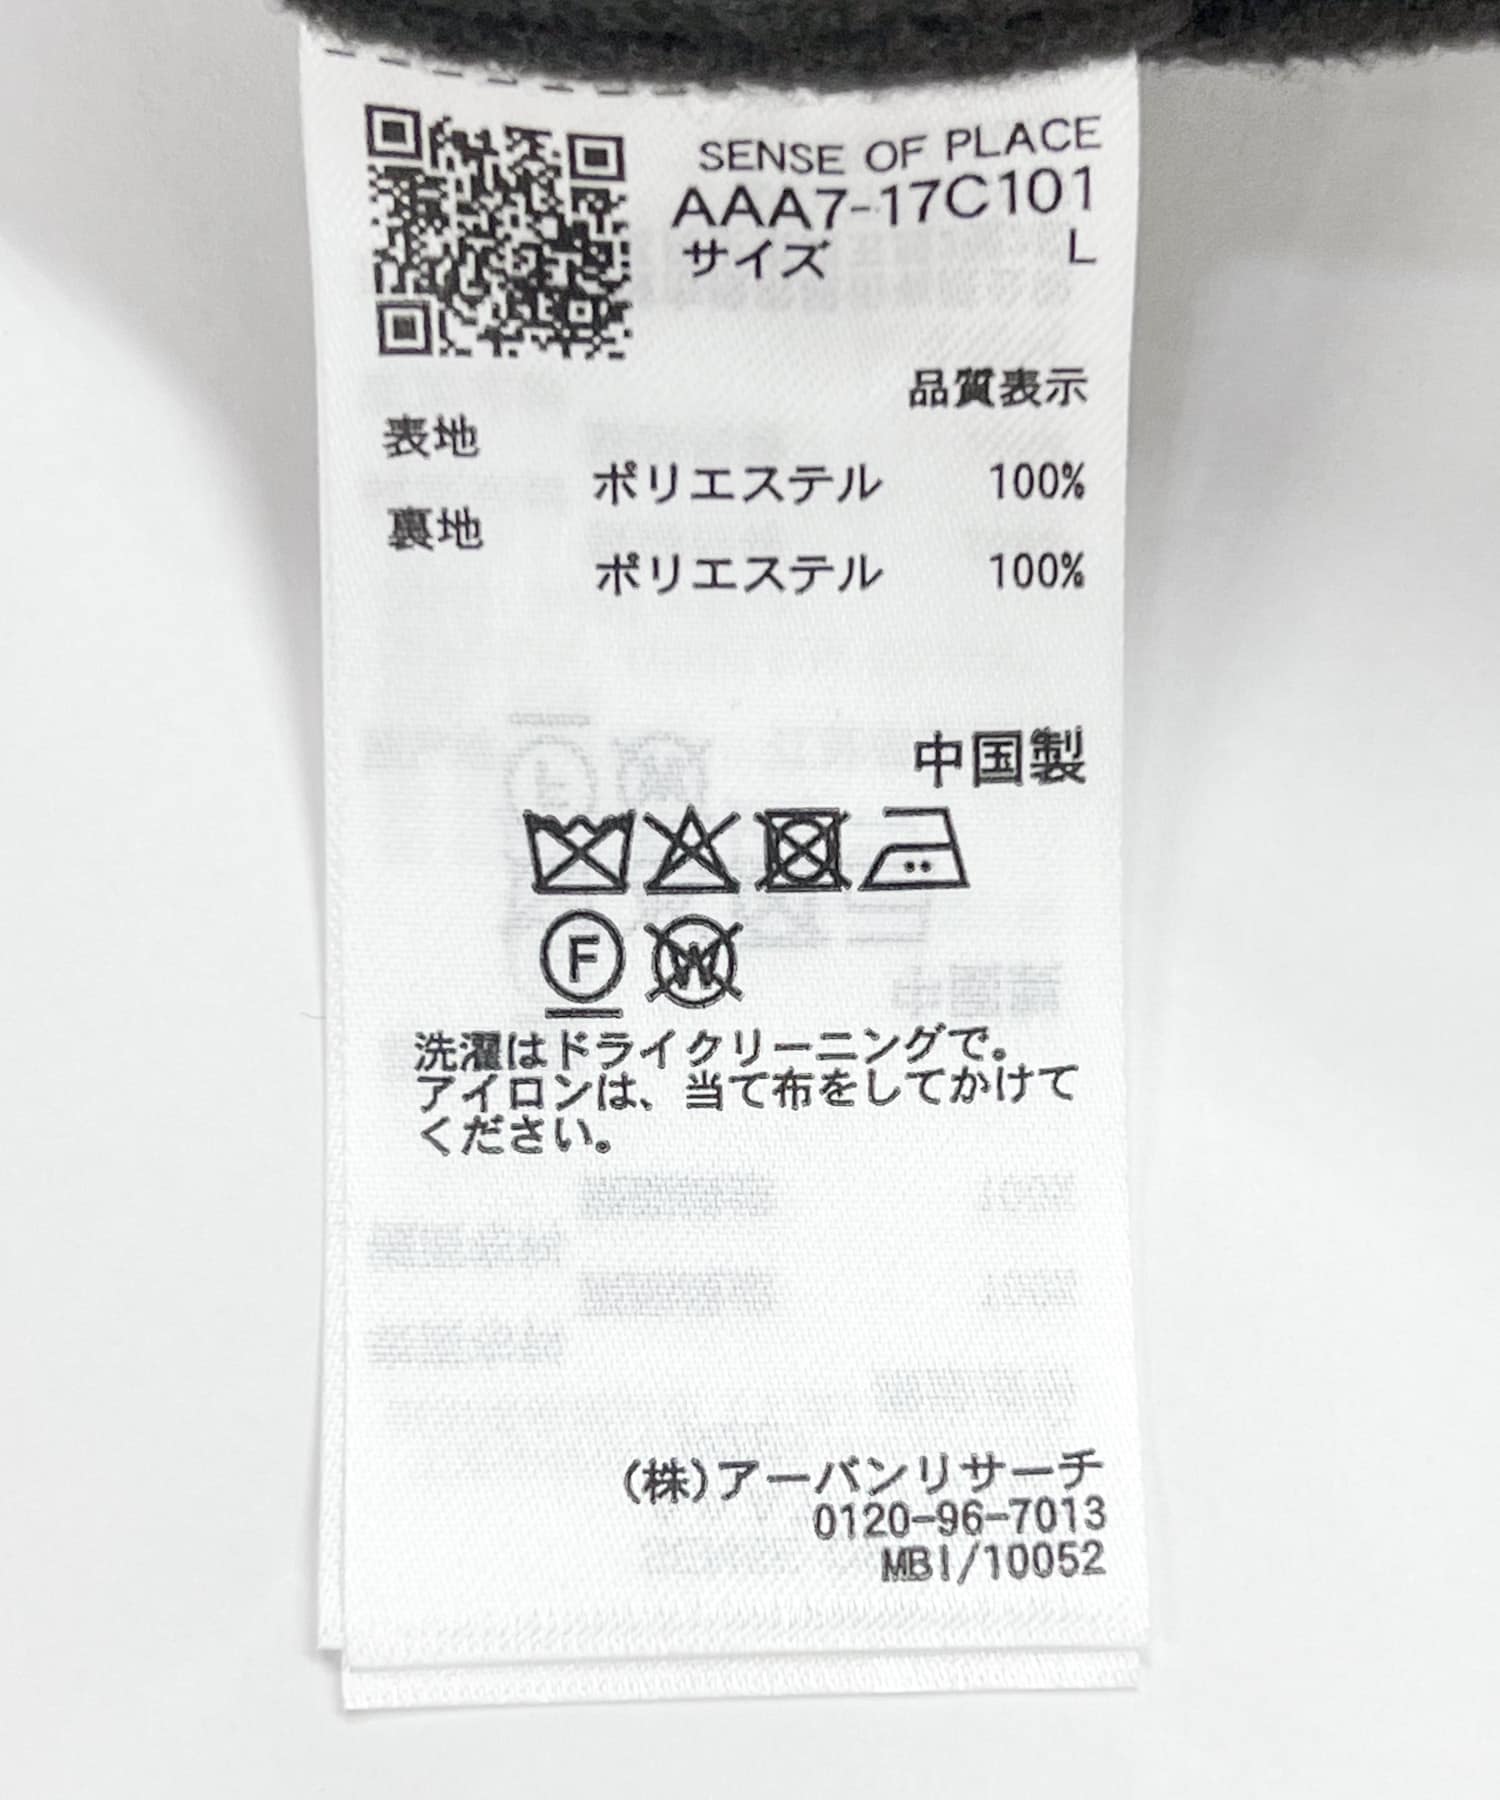 SENSE OF PLACE
AAA7-17C101
サイズ L
品質表示
表地
ポリエステル 100%
裏地
ポリエステル 100%
中国製
F W
洗濯はドライクリーニングで。
アイロンは、当て布をしてかけて
ください。
(株)アーバンリサーチ
0120-96-7013
MBI/10052